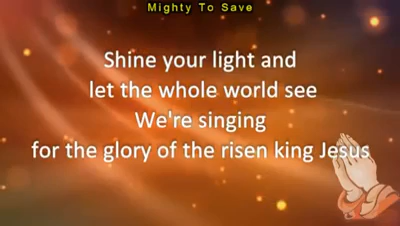 Mighty To Save
Shine your light and
let the whole world see
We're singing
for the glory of the risen king Jesus